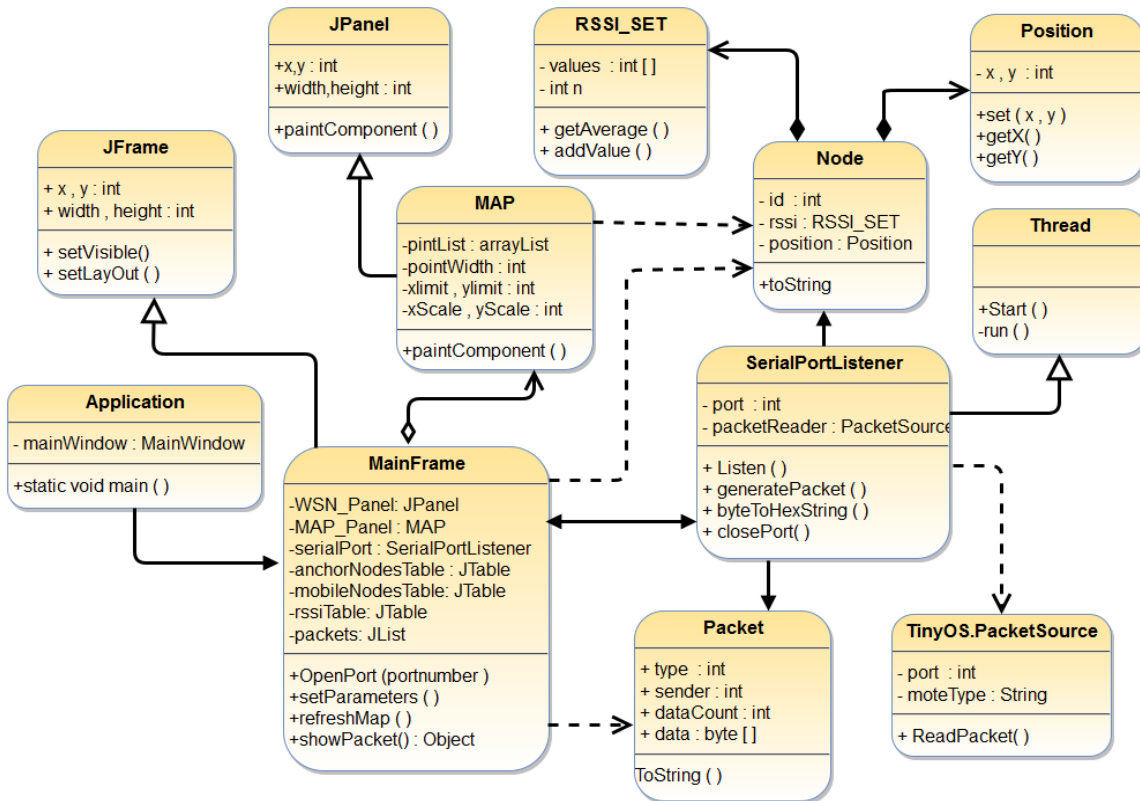 JPanel
+x,y : int
+width,height : int
+paintComponent ( )
RSSI_SET
- values : int [ ]
- int n
+ getAverage ( )
+ addValue ( )
Position
- x , y : int
+set ( x , y )
+getX( )
+getY( )
JFrame
+ x , y : int
+ width , height : int
+ setVisible()
+ setLayOut ( )
MAP
-pintList : arrayList
-pointWidth : int
-xlimit , ylimit : int
-xScale , yScale : int
+paintComponent ( )
Node
- id : int
- rssi : RSSI_SET
- position : Position
+toString
Thread
+Start ( )
-run ( )
Application
- mainWindow : MainWindow
+static void main ( )
MainFrame
-WSN_Panel: JPanel
-MAP_Panel : MAP
-serialPort : SerialPortListener
-anchorNodesTable : JTable
-mobileNodesTable: JTable
-rssiTable: JTable
-packets: JList
+OpenPort (portnumber )
+setParameters ( )
+refreshMap ( )
+showPacket() : Object
SerialPortListener
- port : int
- packetReader : PacketSource
+ Listen ( )
+ generatePacket ( )
+ byteToHexString ( )
+ closePort( )
Packet
+ type : int
+ sender : int
+ dataCount : int
+ data : byte [ ]
ToString ( )
TinyOS.PacketSource
- port : int
- moteType : String
+ ReadPacket( )